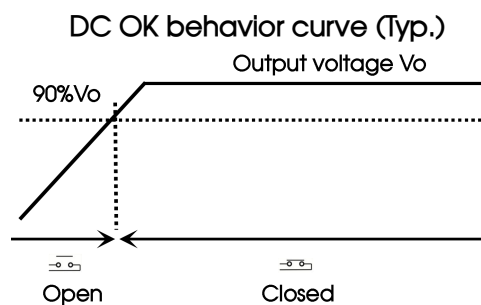 DC OK behavior curve (Typ.)
Output voltage Vo
90%Vo
Open
Closed